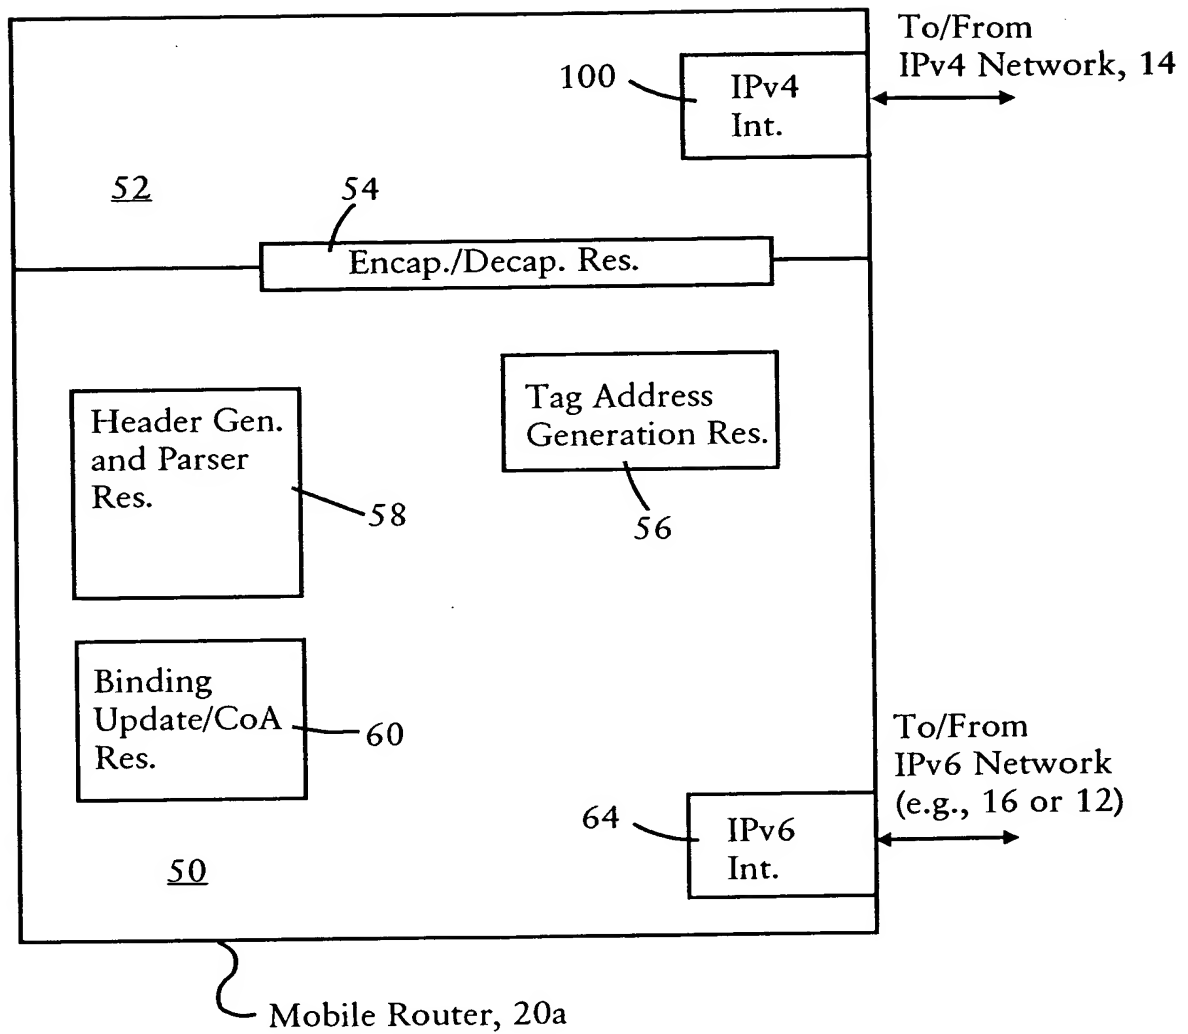 To/From
IPv4 Network, 14
100
IPv4
Int.
52
54
Encap./Decap. Res.
Tag Address
Generation Res.
56
Header Gen.
and Parser
Res.
58
Binding
Update/CoA
Res.
60
To/From
IPv6 Network
(e.g., 16 or 12)
64
IPv6
Int.
50
Mobile Router, 20a